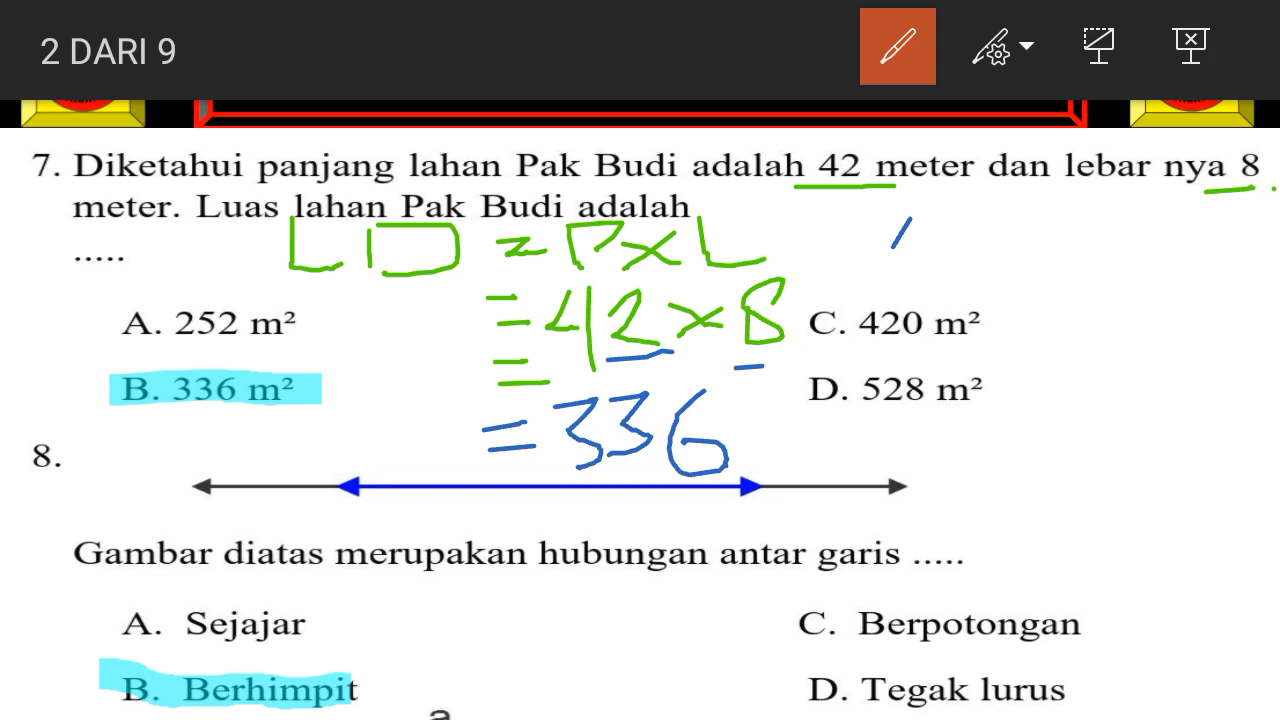 2 DARI 9
7. Diketahui panjang lahan Pak Budi adalah 42 meter dan lebar nya 8
meter. Luas lahan Pak Budi adalah
.....
L = P x L
= 42 x 8
=
= 336
A. 252 m²
B. 336 m²
C. 420 m²
D. 528 m²
8.
Gambar diatas merupakan hubungan antar garis .....
A. Sejajar
B. Berhimpit
C. Berpotongan
D. Tegak lurus
a